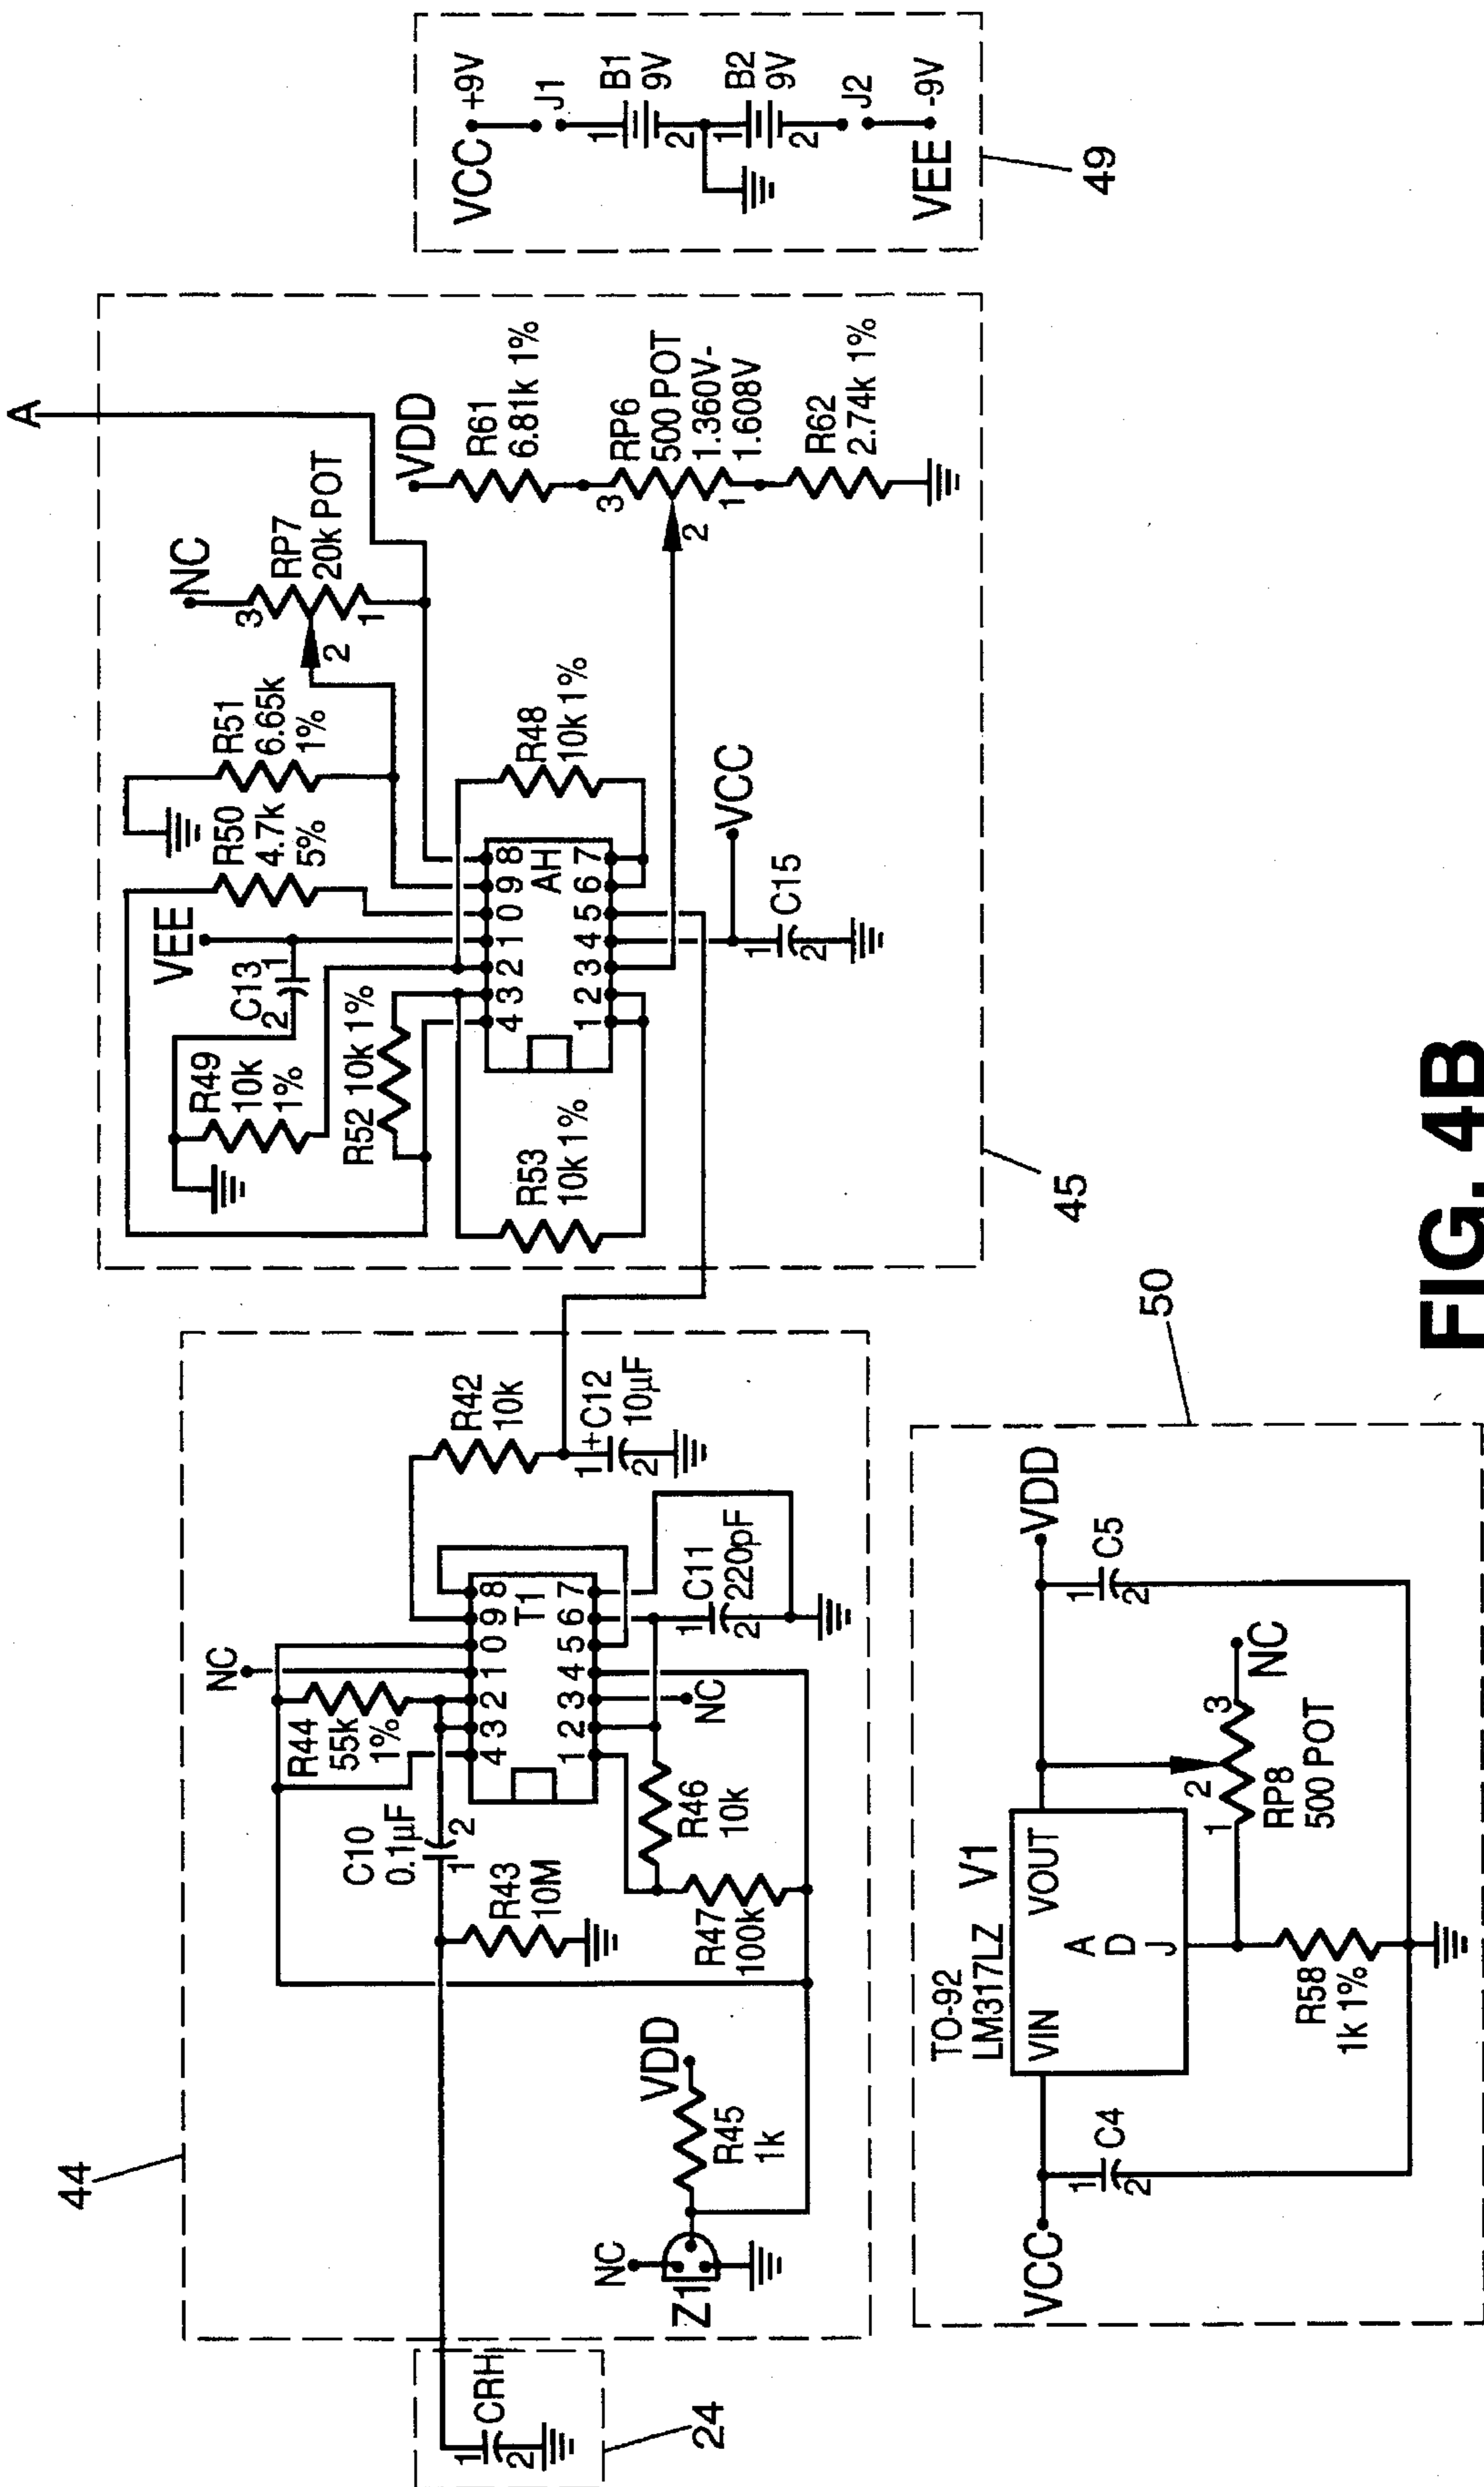 44
24
CRH
1
2
NC
Z1
VDD
R45
1k
C10
0.1µF
1 2
R43
10M
R44
55k
1%
NC
4 3 2 1 0 9 8
T1
1 2 3 4 5 6 7
NC
R46
10k
R47
100k
C11
220pF
1
2
R42
10k
+C12
10µF
1
2
45
A
R49
10k
1%
C13
2 1
VEE
R50
4.7k
5%
R51
6.65k
1%
NC
RP7
20k POT
3
2
1
R52 10k 1%
R53
10k 1%
4 3 2 1 0 9 8
AH
1 2 3 4 5 6 7
R48
10k 1%
VCC
C15
1
2
VDD
R61
6.81k 1%
RP6
500 POT
1.360V-
1.608V
3
2
1
R62
2.74k 1%
49
VCC +9V
J1
B1
9V
1
2
B2
9V
1
2
J2
VEE -9V
50
VCC
C4
1
2
TO-92
LM317LZ
V1
VIN
VOUT
A
D
J
R58
1k 1%
1 2 3
RP8
500 POT
NC
VDD
C5
1
2
FIG. 4B